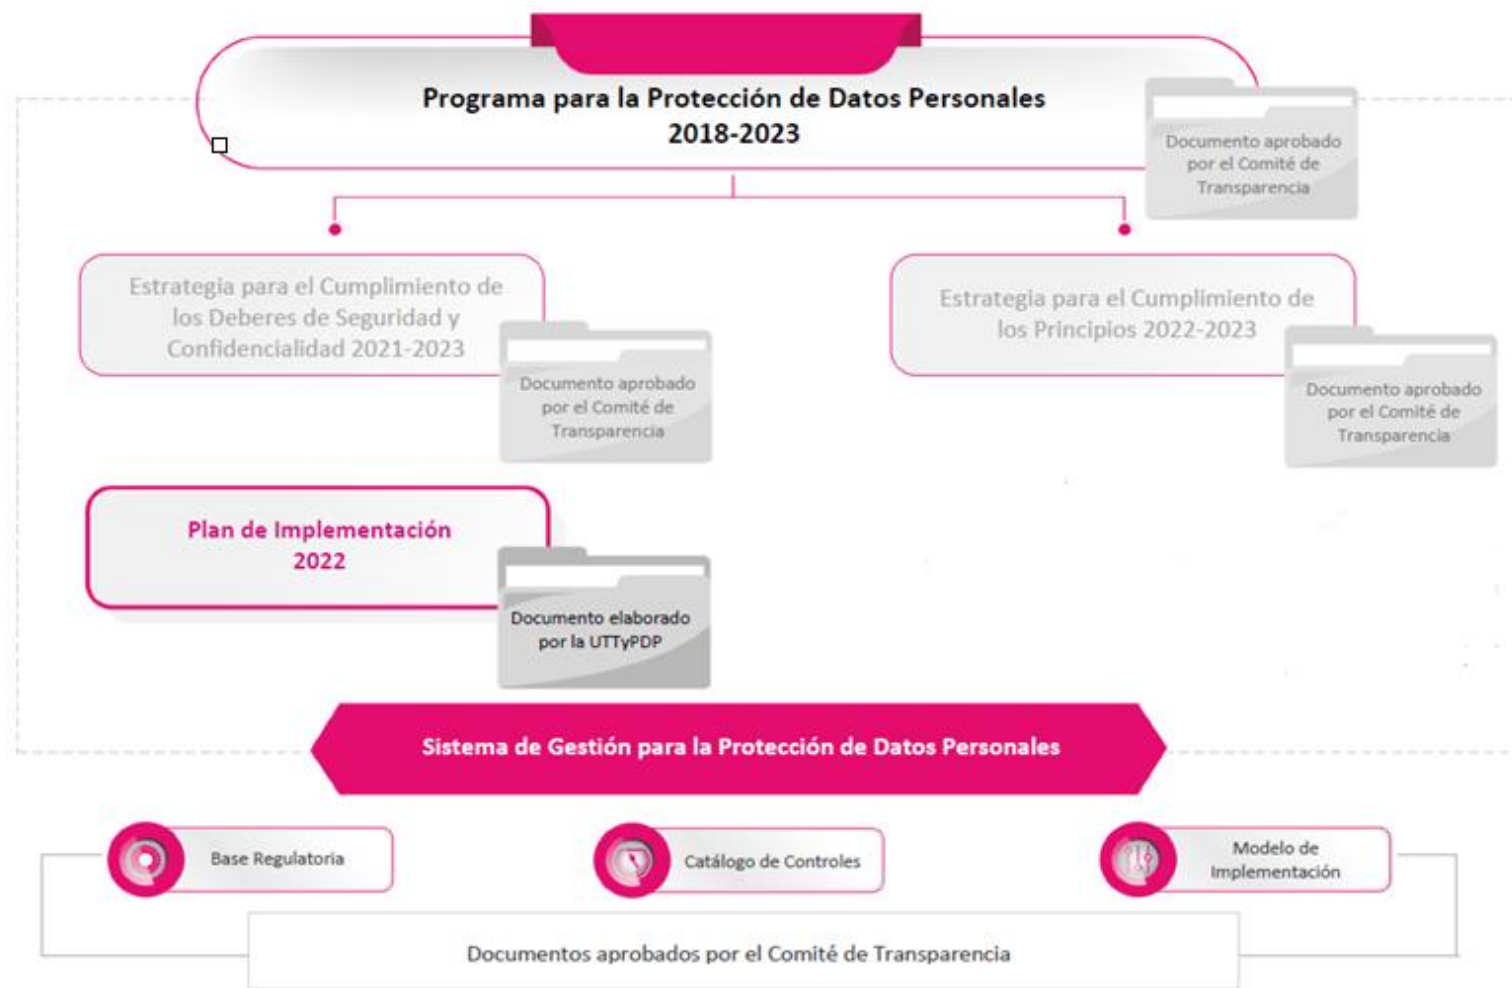 Programa para la Protección de Datos Personales
2018-2023
Documento aprobado
por el Comité de
Transparencia
Estrategia para el Cumplimiento de
los Deberes de Seguridad y
Confidencialidad 2021-2023
Documento aprobado
por el Comité de
Transparencia
Estrategia para el Cumplimiento de
los Principios 2022-2023
Documento aprobado
por el Comité de
Transparencia
Plan de Implementación
2022
Documento elaborado
por la UTTyPDP
Sistema de Gestión para la Protección de Datos Personales
Base Regulatoria
Catálogo de Controles
Modelo de
Implementación
Documentos aprobados por el Comité de Transparencia